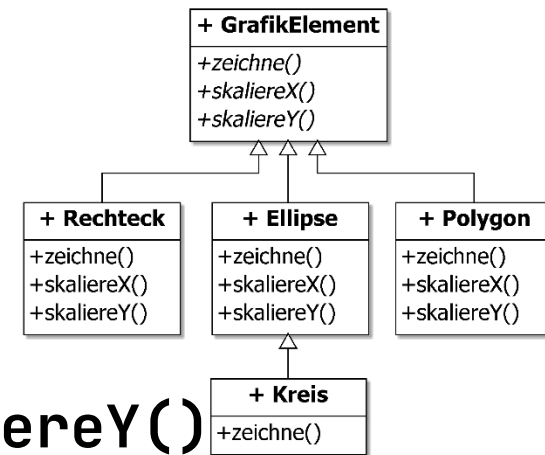 + GrafikElement
+zeichne()
+skaliereX()
+skaliereY()
+ Rechteck
+zeichne()
+skaliereX()
+skaliereY()
+ Ellipse
+zeichne()
+skaliereX()
+skaliereY()
+ Polygon
+zeichne()
+skaliereX()
+skaliereY()
+ Kreis
+zeichne()
ereY()